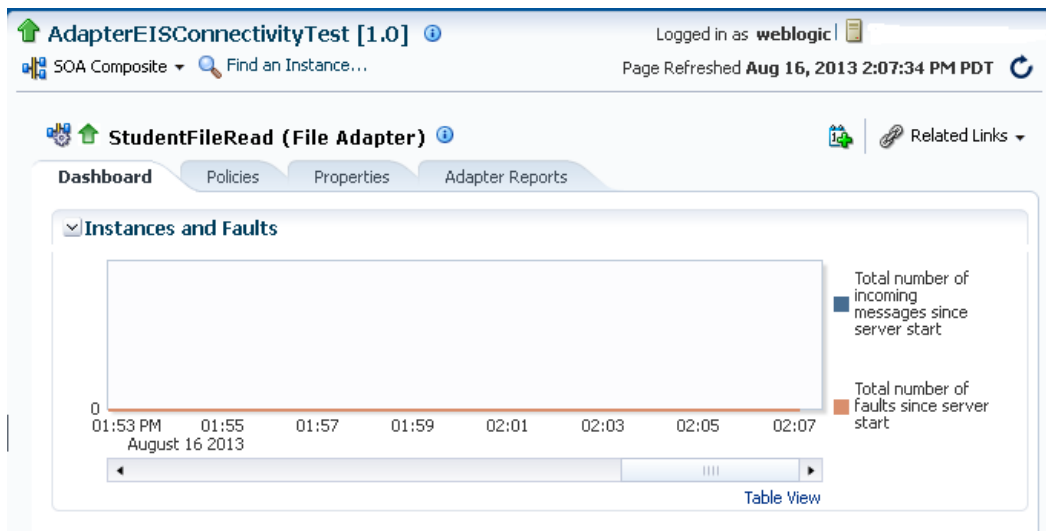 AdapterEISConnectivityTest [1.0]
Logged in as weblogic
SOA Composite
Find an Instance...
Page Refreshed Aug 16, 2013 2:07:34 PM PDT
StudentFileRead (File Adapter)
Related Links
Dashboard
Policies
Properties
Adapter Reports
Instances and Faults
Total number of
incoming
messages since
server start
Total number of
faults since server
start
0
01:53 PM
01:55
01:57
01:59
02:01
02:03
02:05
02:07
August 16 2013
Table View